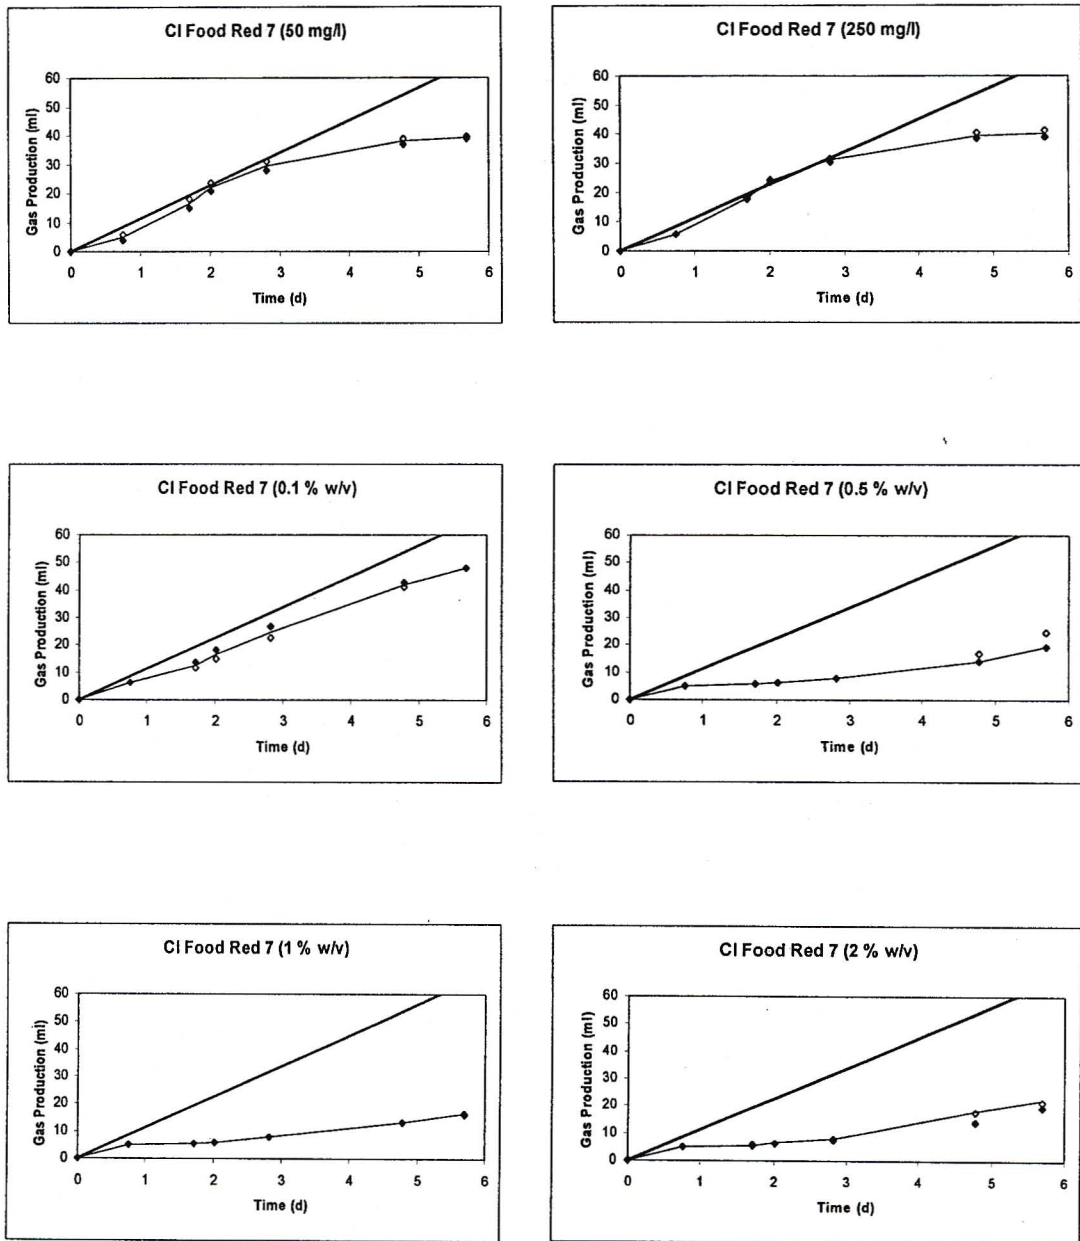 CI Food Red 7 (50 mg/l)
Gas Production (ml)
60
50
40
30
20
10
0
0 1 2 3 4 5 6
Time (d)
CI Food Red 7 (250 mg/l)
Gas Production (ml)
60
50
40
30
20
10
0
0 1 2 3 4 5 6
Time (d)
CI Food Red 7 (0.1 % w/v)
Gas Production (ml)
60
50
40
30
20
10
0
0 1 2 3 4 5 6
Time (d)
CI Food Red 7 (0.5 % w/v)
Gas Production (ml)
60
50
40
30
20
10
0
0 1 2 3 4 5 6
Time (d)
CI Food Red 7 (1 % w/v)
Gas Production (ml)
60
50
40
30
20
10
0
0 1 2 3 4 5 6
Time (d)
CI Food Red 7 (2 % w/v)
Gas Production (ml)
60
50
40
30
20
10
0
0 1 2 3 4 5 6
Time (d)